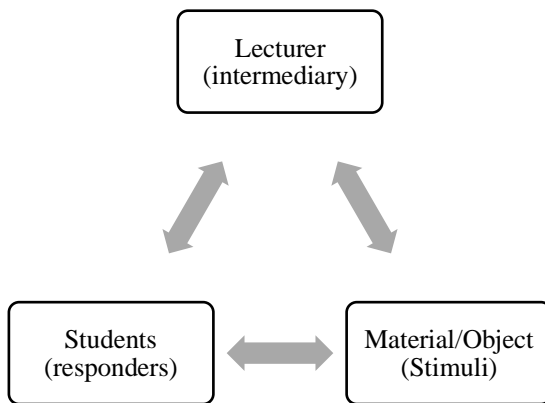 Lecturer
(intermediary)
Students
(responders)
Material/Object
(Stimuli)